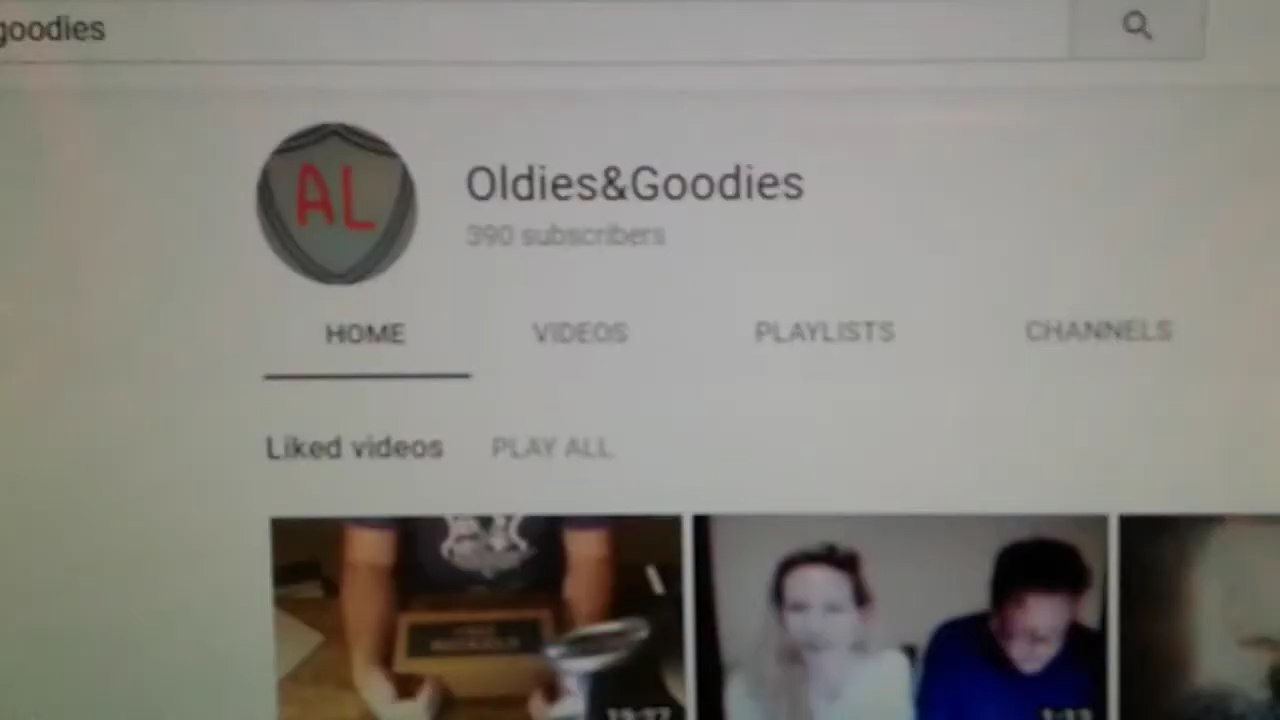 goodies
AL
Oldies&Goodies
390 subscribers
HOME VIDEOS PLAYLISTS CHANNELS
Liked videos PLAY ALL